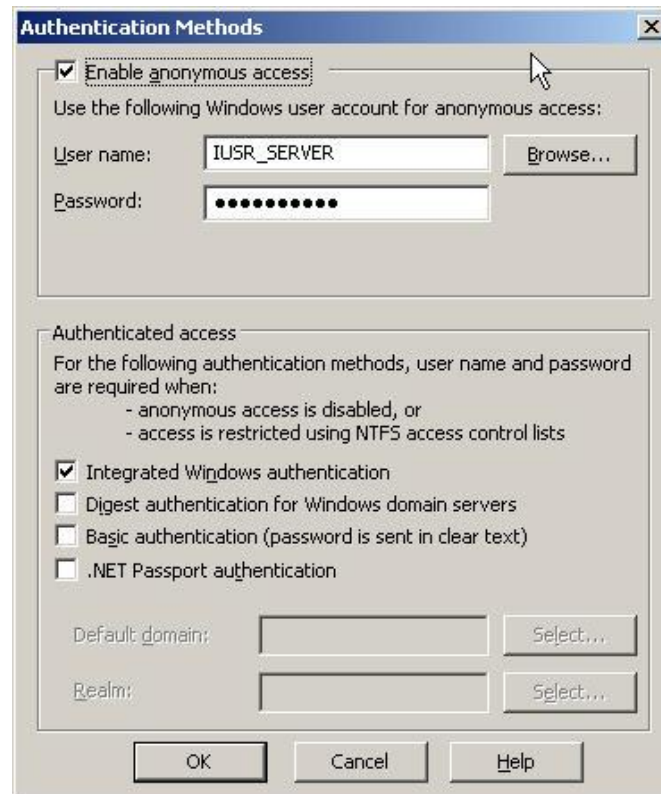 Authentication Methods
Enable anonymous access
Use the following Windows user account for anonymous access:
User name: IUSR_SERVER Browse...
Password: ●●●●●●●●●●
Authenticated access
For the following authentication methods, user name and password
are required when:
- anonymous access is disabled, or
- access is restricted using NTFS access control lists
Integrated Windows authentication
Digest authentication for Windows domain servers
Basic authentication (password is sent in clear text)
.NET Passport authentication
Default domain: Select...
Realm: Select...
OK Cancel Help